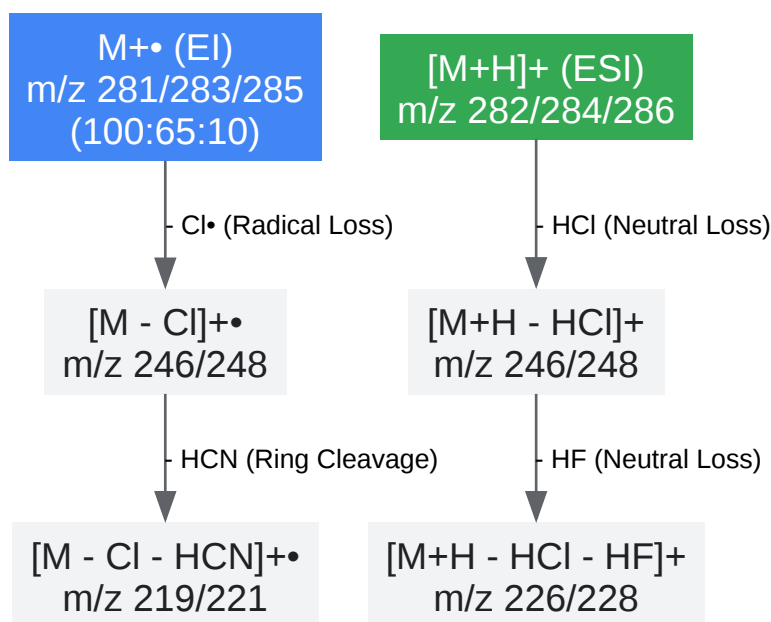 M+• (EI)
m/z 281/283/285
(100:65:10)
[M+H]+ (ESI)
m/z 282/284/286
- Cl• (Radical Loss)
- HCl (Neutral Loss)
[M - Cl]+•
m/z 246/248
[M+H - HCl]+
m/z 246/248
- HCN (Ring Cleavage)
- HF (Neutral Loss)
[M - Cl - HCN]+•
m/z 219/221
[M+H - HCl - HF]+
m/z 226/228